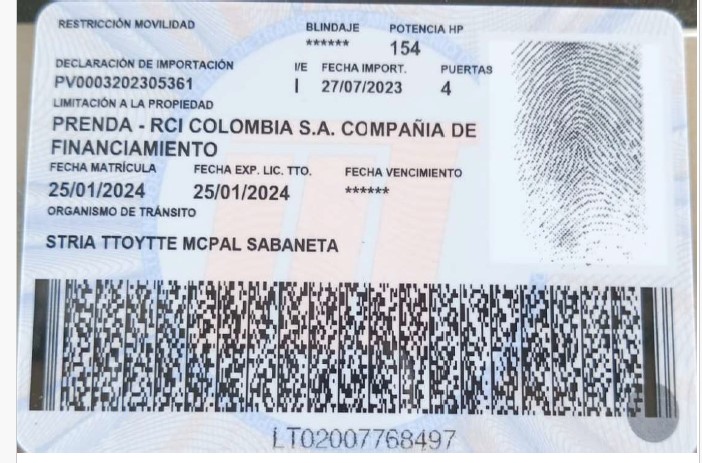 RESTRICCIÓN MOVILIDAD BLINDAJE POTENCIA HP
****** 154
DECLARACIÓN DE IMPORTACIÓN I/E FECHA IMPORT. PUERTAS
PV0003202305361 I 27/07/2023 4
LIMITACIÓN A LA PROPIEDAD
PRENDA - RCI COLOMBIA S.A. COMPAÑIA DE
FINANCIAMIENTO
FECHA MATRÍCULA FECHA EXP. LIC. TTO. FECHA VENCIMIENTO
25/01/2024 25/01/2024 ******
ORGANISMO DE TRÁNSITO
STRIA TTOYTTE MCPAL SABANETA
LT02007768497